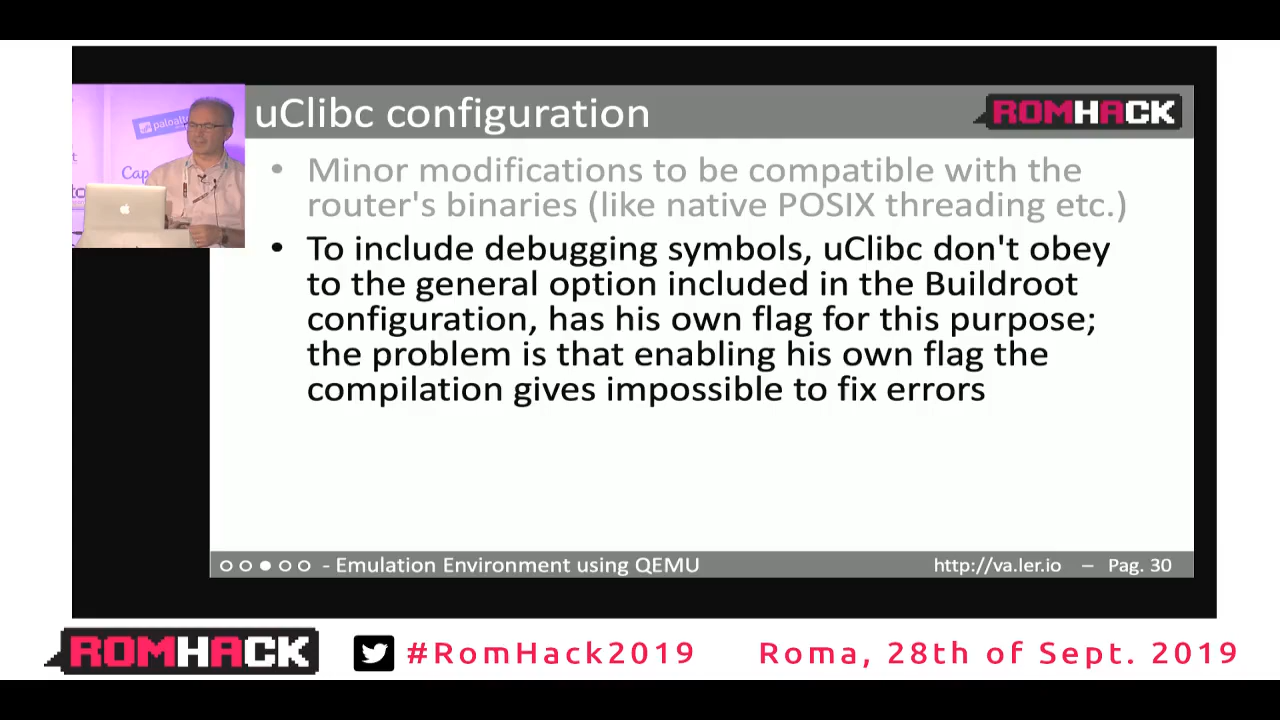 paloalto
Cap
uClibc configuration
ROMHACK
• Minor modifications to be compatible with the
router's binaries (like native POSIX threading etc.)
• To include debugging symbols, uClibc don't obey
to the general option included in the Buildroot
configuration, has his own flag for this purpose;
the problem is that enabling his own flag the
compilation gives impossible to fix errors
- Emulation Environment using QEMU
http://va.ler.io – Pag. 30
ROMHACK
#RomHack2019
Roma, 28th of Sept. 2019